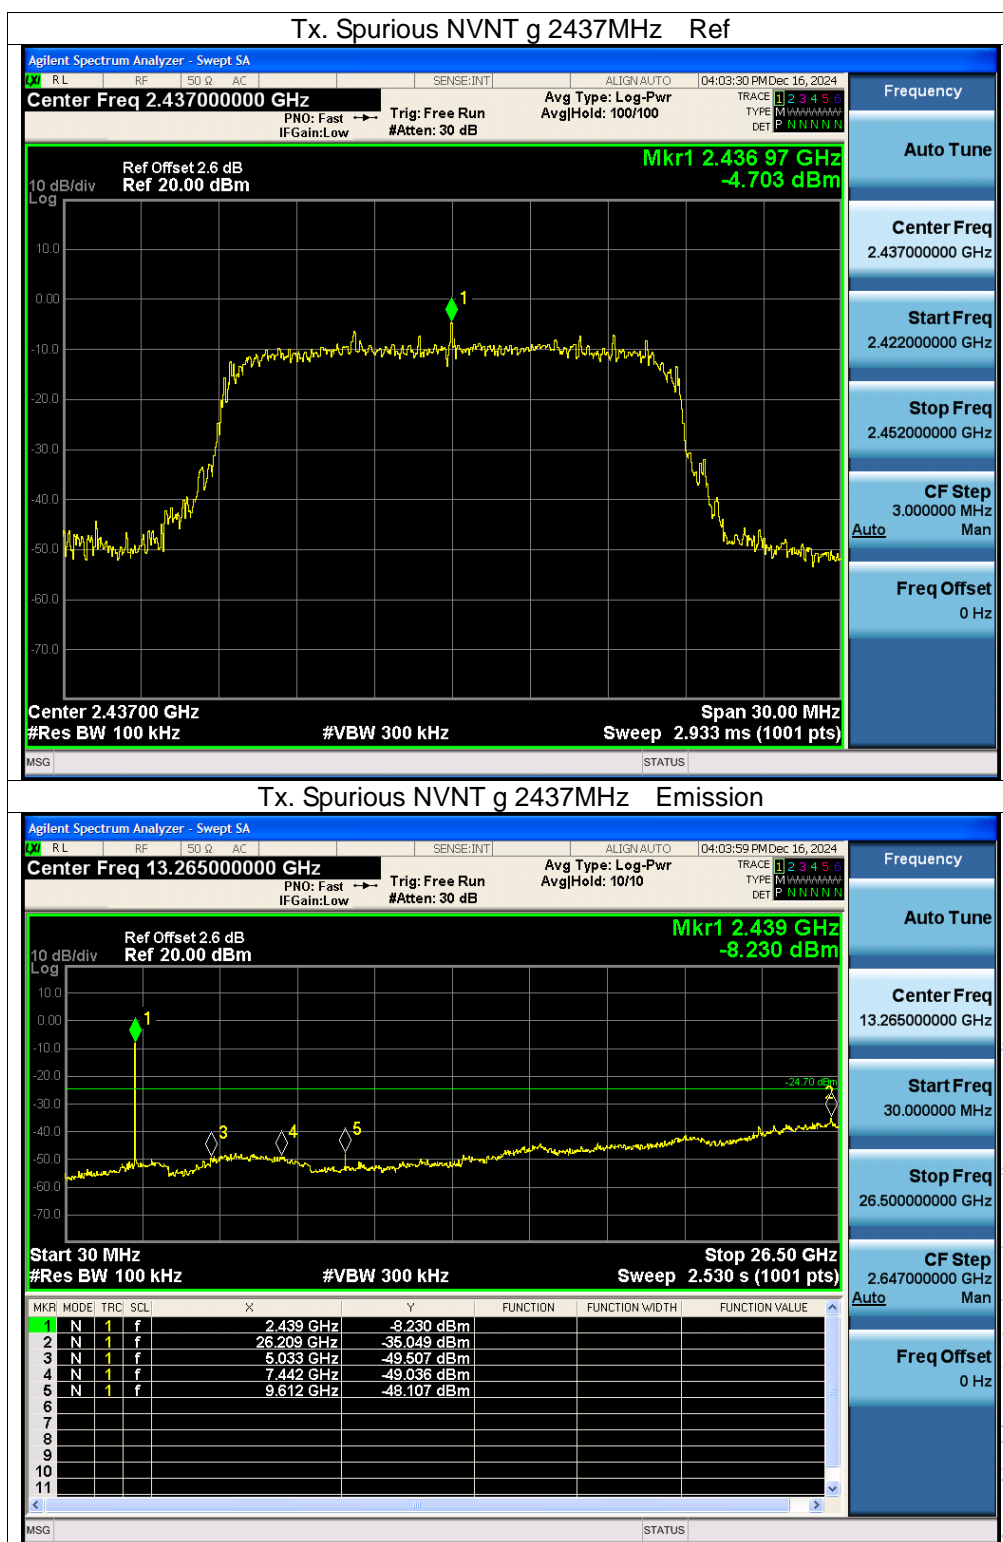 Tx. Spurious NVNT g 2437MHz Ref
Agilent Spectrum Analyzer - Swept SA
LXI RL RF 50 Ω AC SENSE:INT ALIGN AUTO 04:03:30 PM Dec 16, 2024
Center Freq 2.437000000 GHz
PNO: Fast
IFGain:Low
Trig: Free Run
#Atten: 30 dB
Avg Type: Log-Pwr
Avg|Hold: 100/100
TRACE 1 2 3 4 5 6
TYPE M W W W W W
DET P N N N N N
Mkr1 2.436 97 GHz
-4.703 dBm
Ref Offset 2.6 dB
10 dB/div Ref 20.00 dBm
Log
10.0
0.00
-10.0
-20.0
-30.0
-40.0
-50.0
-60.0
-70.0
1
Center 2.43700 GHz Span 30.00 MHz
#Res BW 100 kHz #VBW 300 kHz Sweep 2.933 ms (1001 pts)
MSG STATUS
Frequency
Auto Tune
Center Freq
2.437000000 GHz
Start Freq
2.422000000 GHz
Stop Freq
2.452000000 GHz
CF Step
3.000000 MHz
Auto Man
Freq Offset
0 Hz
Tx. Spurious NVNT g 2437MHz Emission
Agilent Spectrum Analyzer - Swept SA
LXI RL RF 50 Ω AC SENSE:INT ALIGN AUTO 04:03:59 PM Dec 16, 2024
Center Freq 13.265000000 GHz
PNO: Fast
IFGain:Low
Trig: Free Run
#Atten: 30 dB
Avg Type: Log-Pwr
Avg|Hold: 10/10
TRACE 1 2 3 4 5 6
TYPE M W W W W W
DET P N N N N N
Mkr1 2.439 GHz
-8.230 dBm
Ref Offset 2.6 dB
10 dB/div Ref 20.00 dBm
Log
10.0
0.00
-10.0
-20.0
-30.0
-40.0
-50.0
-60.0
-70.0
-24.70 dBm
1
2
3
4
5
Start 30 MHz Stop 26.50 GHz
#Res BW 100 kHz #VBW 300 kHz Sweep 2.530 s (1001 pts)
MKR MODE TRC SCL X Y FUNCTION FUNCTION WIDTH FUNCTION VALUE
1 N 1 f 2.439 GHz -8.230 dBm
2 N 1 f 26.209 GHz -35.049 dBm
3 N 1 f 5.033 GHz -49.507 dBm
4 N 1 f 7.442 GHz -49.036 dBm
5 N 1 f 9.612 GHz -48.107 dBm
6
7
8
9
10
11
MSG STATUS
Frequency
Auto Tune
Center Freq
13.265000000 GHz
Start Freq
30.000000 MHz
Stop Freq
26.500000000 GHz
CF Step
2.647000000 GHz
Auto Man
Freq Offset
0 Hz